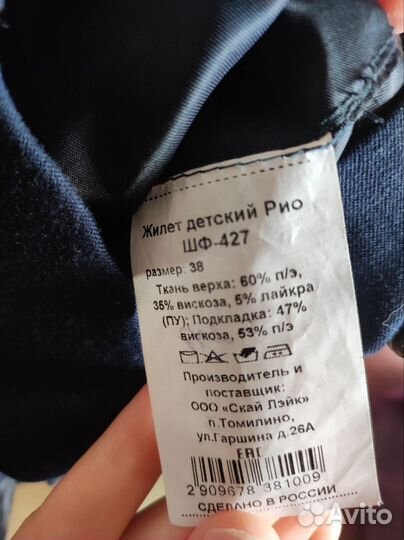 Жилет детский Рио
ШФ-427
размер: 38
Ткань верха: 60% п/э,
35% вискоза, 5% лайкра
(ПУ); Подкладка: 47%
вискоза, 53% п/э
Производитель и
поставщик:
ООО «Скай Лэйк»
п.Томилино,
ул.Гаршина д.26А
ЕАС
2 909678 381009
СДЕЛАНО В РОССИИ
Avito